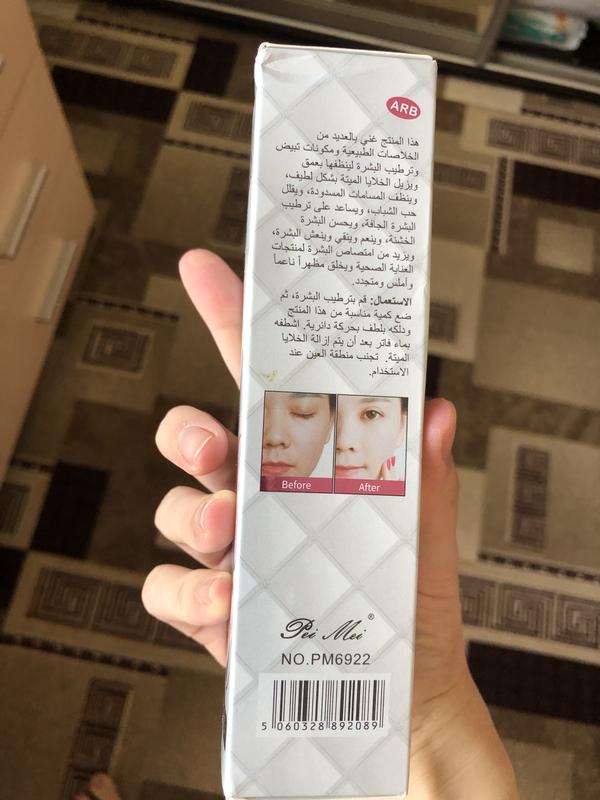 ARB
هذا المنتج غني بالعديد من
الخلاصات الطبيعية ومكونات تبيض
وترطيب البشرة لينظفها بعمق
ويزيل الخلايا الميتة بشكل لطيف،
وينظف المسامات المسدودة، ويقلل
حب الشباب، ويساعد على ترطيب
البشرة الجافة، ويحسن البشرة
الخشنة، وينعم وينقي وينعش البشرة،
ويزيد من امتصاص البشرة لمنتجات
العناية الصحية ويخلق مظهراً ناعماً
وأملس ومتجدد.
الاستعمال: قم بترطيب البشرة، ثم
ضع كمية مناسبة من هذا المنتج
ودلكه بلطف بحركة دائرية. اشطفه
بماء فاتر بعد أن يتم إزالة الخلايا
الميتة. تجنب منطقة العين عند
الاستخدام.
Before After
Pei Mei ®
NO.PM6922
5 060328 892089